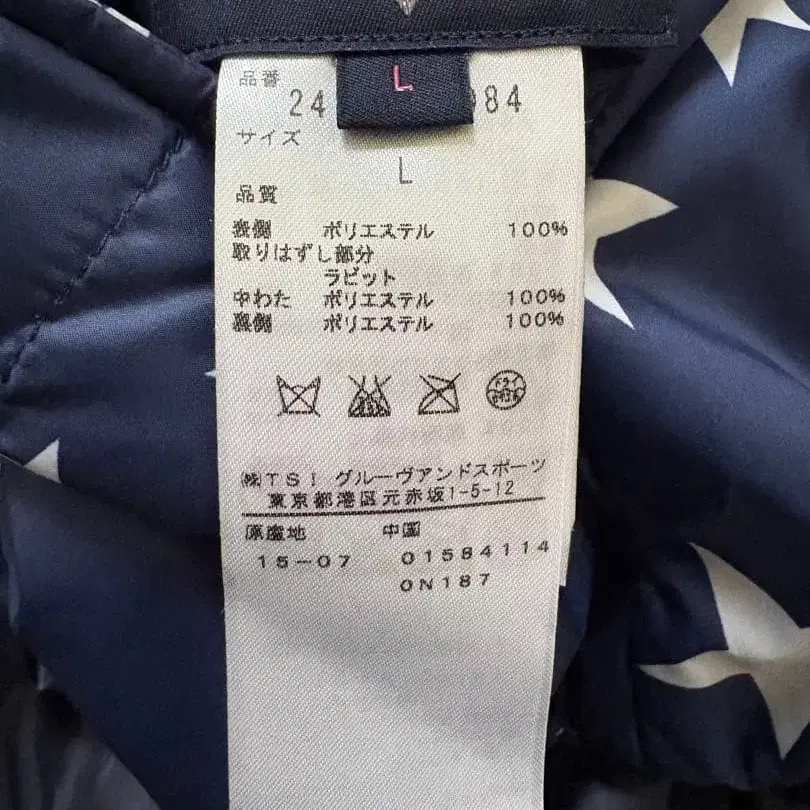 L
品番
24 984
サイズ
L
品質
表側 ポリエステル 100%
取りはずし部分
ラビット
中わた ポリエステル 100%
裏側 ポリエステル 100%
ドライ
㈱TSI グルーヴアンドスポーツ
東京都港区元赤坂1-5-12
原産地 中国
15-07 01584114
0N187